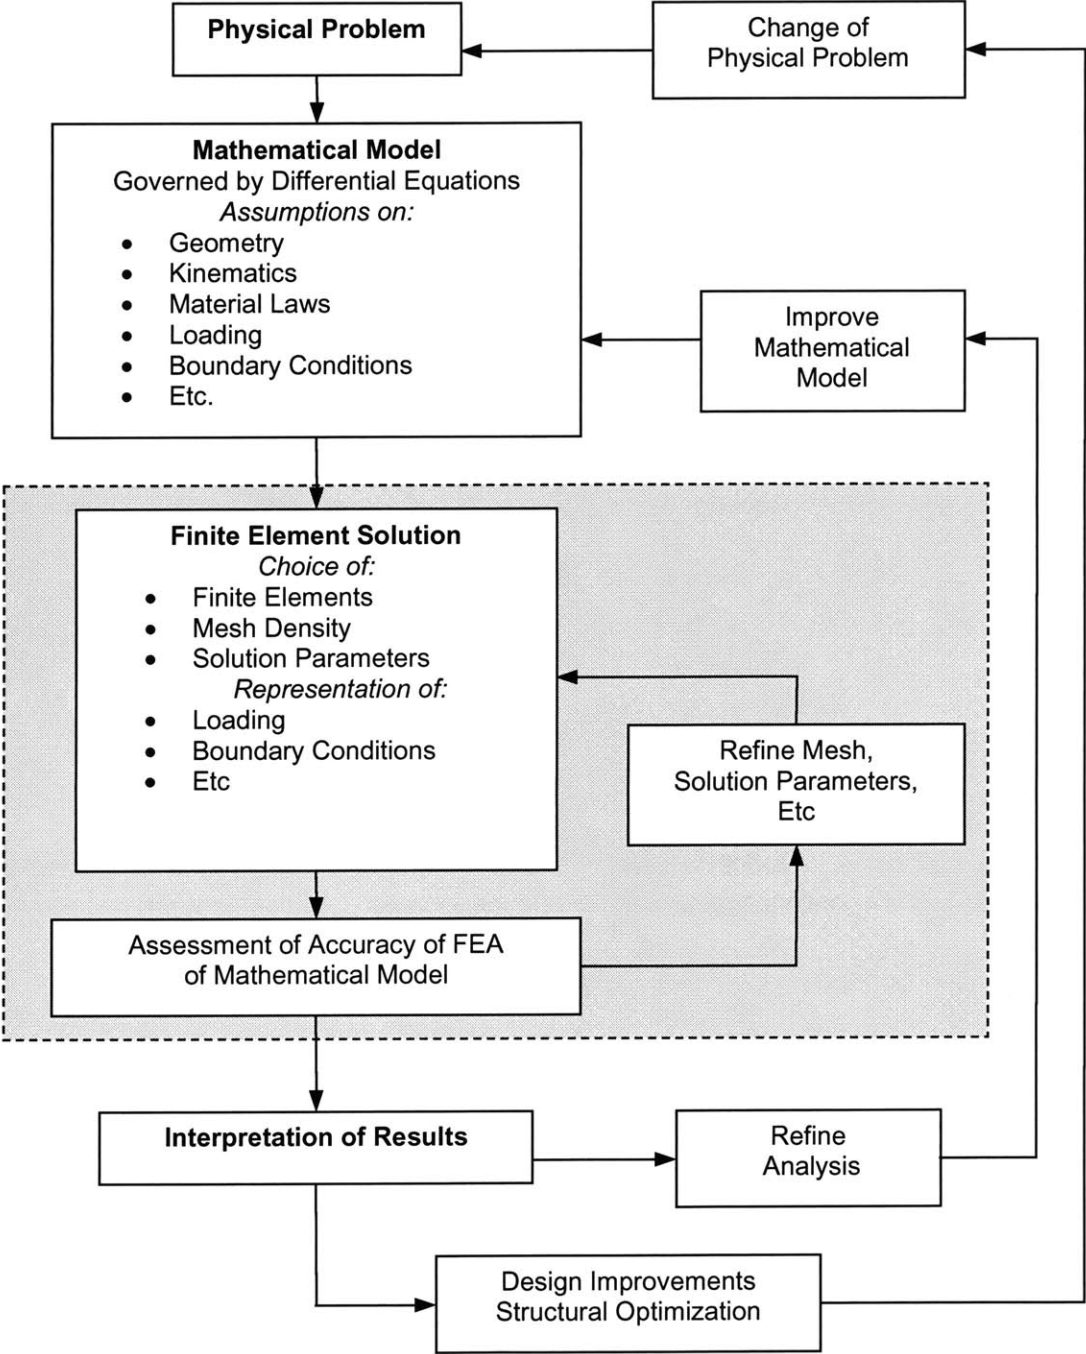 Physical Problem
Change of
Physical Problem
Mathematical Model
Governed by Differential Equations
Assumptions on:
• Geometry
• Kinematics
• Material Laws
• Loading
• Boundary Conditions
• Etc.
Improve
Mathematical
Model
Finite Element Solution
Choice of:
• Finite Elements
• Mesh Density
• Solution Parameters
Representation of:
• Loading
• Boundary Conditions
• Etc
Refine Mesh,
Solution Parameters,
Etc
Assessment of Accuracy of FEA
of Mathematical Model
Interpretation of Results
Refine
Analysis
Design Improvements
Structural Optimization